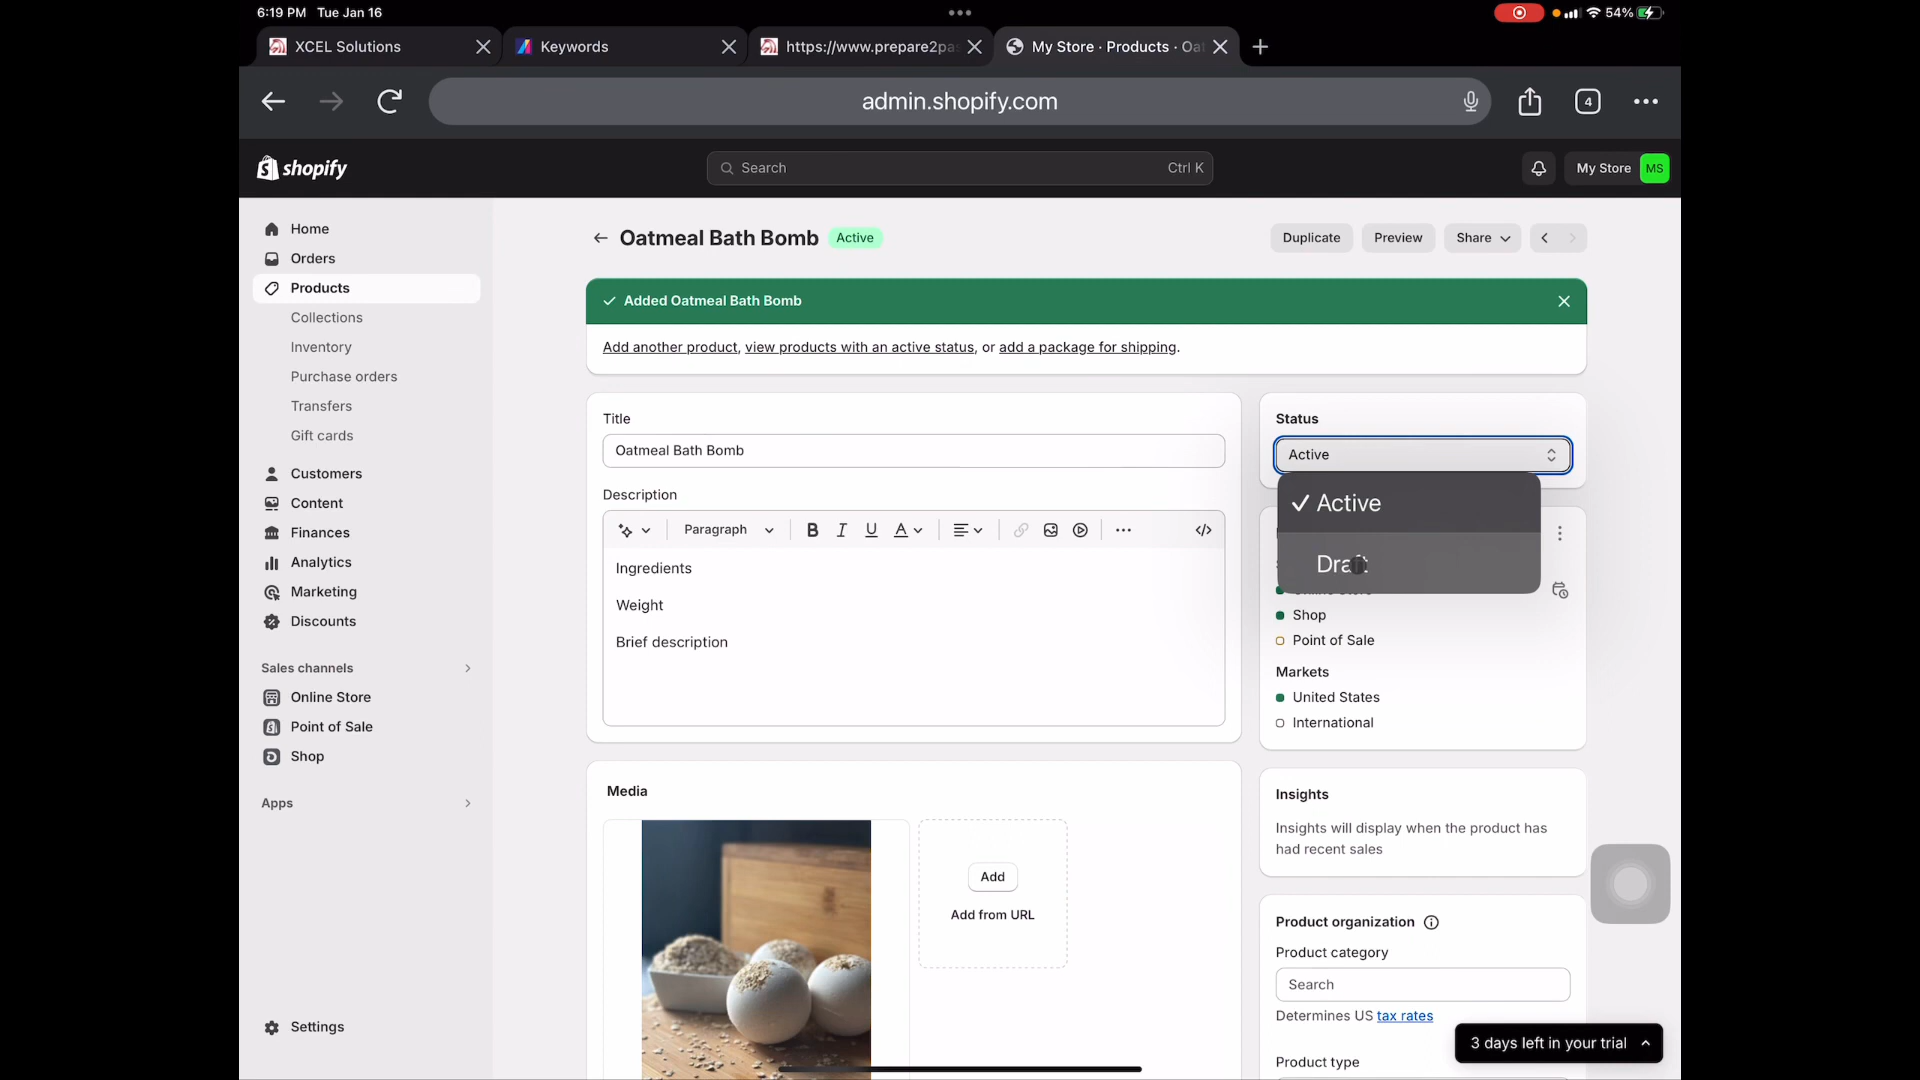 6:19 PM Tue Jan 16
54%
XCEL Solutions
Keywords
https://www.prepare2pas
My Store · Products · Oa
admin.shopify.com
4
shopify
Search
Ctrl K
My Store
MS
Home
Orders
Products
Collections
Inventory
Purchase orders
Transfers
Gift cards
Customers
Content
Finances
Analytics
Marketing
Discounts
Sales channels
Online Store
Point of Sale
Shop
Apps
Settings
Oatmeal Bath Bomb
Active
Duplicate
Preview
Share
Added Oatmeal Bath Bomb
Add another product, view products with an active status, or add a package for shipping.
Title
Oatmeal Bath Bomb
Description
Paragraph
B I U A
Ingredients
Weight
Brief description
Media
Add
Add from URL
Status
Active
Active
Draft
Shop
Point of Sale
Markets
United States
International
Insights
Insights will display when the product has
had recent sales
Product organization
Product category
Search
Determines US tax rates
Product type
3 days left in your trial